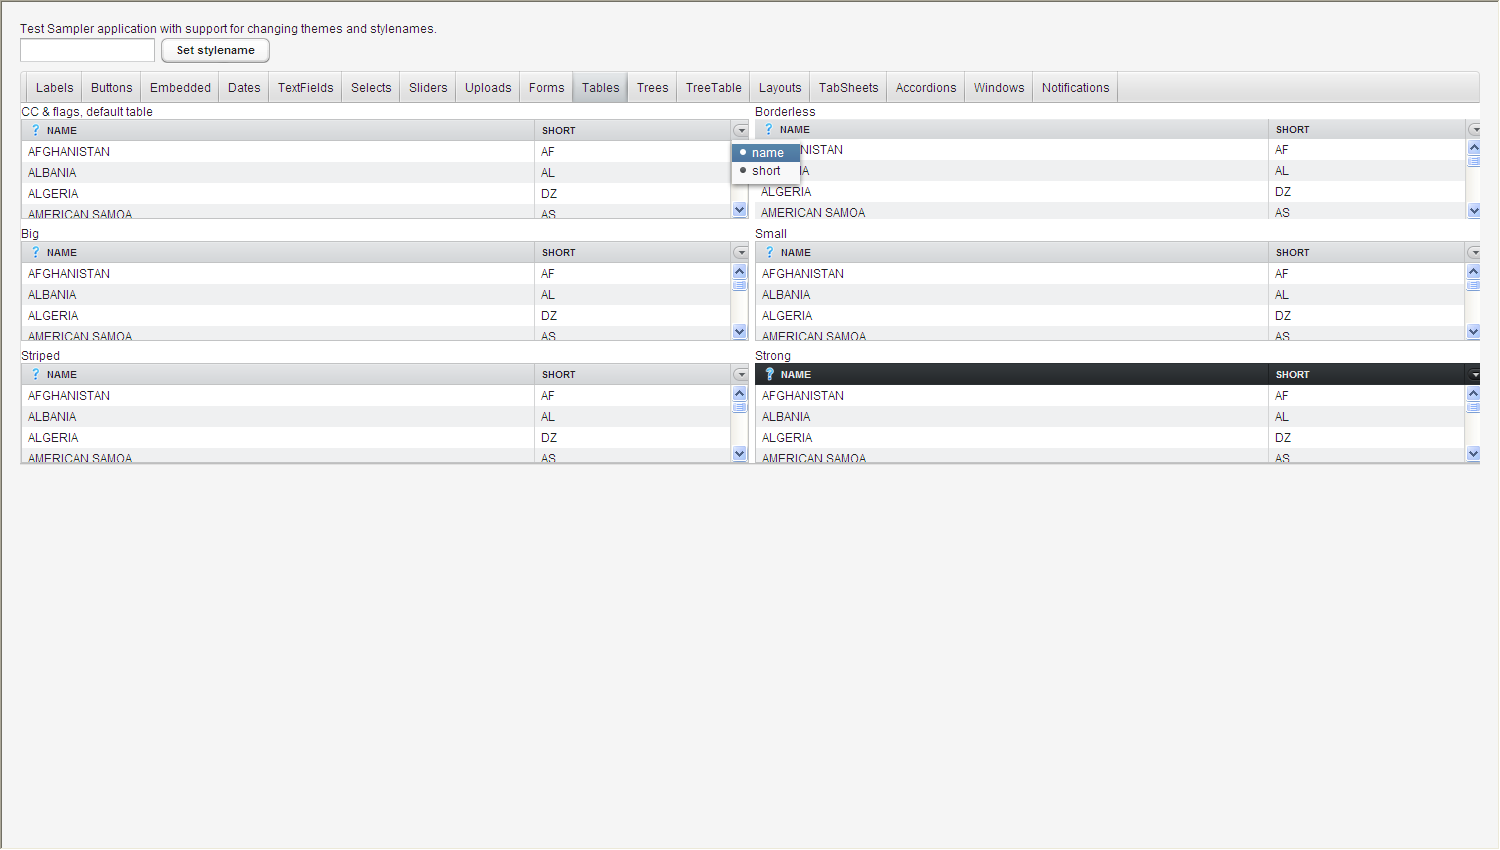 Test Sampler application with support for changing themes and stylenames.
Set stylename
Labels Buttons Embedded Dates TextFields Selects Sliders Uploads Forms Tables Trees TreeTable Layouts TabSheets Accordions Windows Notifications
CC & flags, default table
? NAME SHORT
AFGHANISTAN AF
ALBANIA AL
ALGERIA DZ
AMERICAN SAMOA AS
name
short
Borderless
? NAME SHORT
NISTAN AF
AL
ALGERIA DZ
AMERICAN SAMOA AS
Big
? NAME SHORT
AFGHANISTAN AF
ALBANIA AL
ALGERIA DZ
AMERICAN SAMOA AS
Small
? NAME SHORT
AFGHANISTAN AF
ALBANIA AL
ALGERIA DZ
AMERICAN SAMOA AS
Striped
? NAME SHORT
AFGHANISTAN AF
ALBANIA AL
ALGERIA DZ
AMERICAN SAMOA AS
Strong
? NAME SHORT
AFGHANISTAN AF
ALBANIA AL
ALGERIA DZ
AMERICAN SAMOA AS